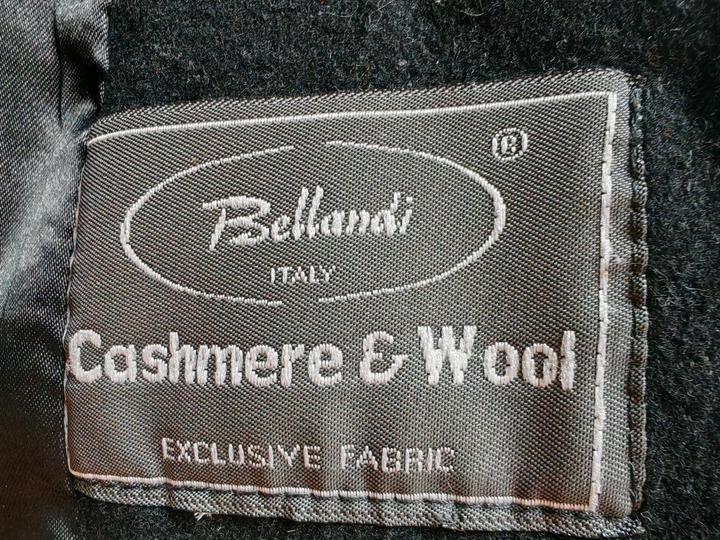 ®
Bellandi
ITALY
Cashmere & Wool
EXCLUSIVE FABRIC